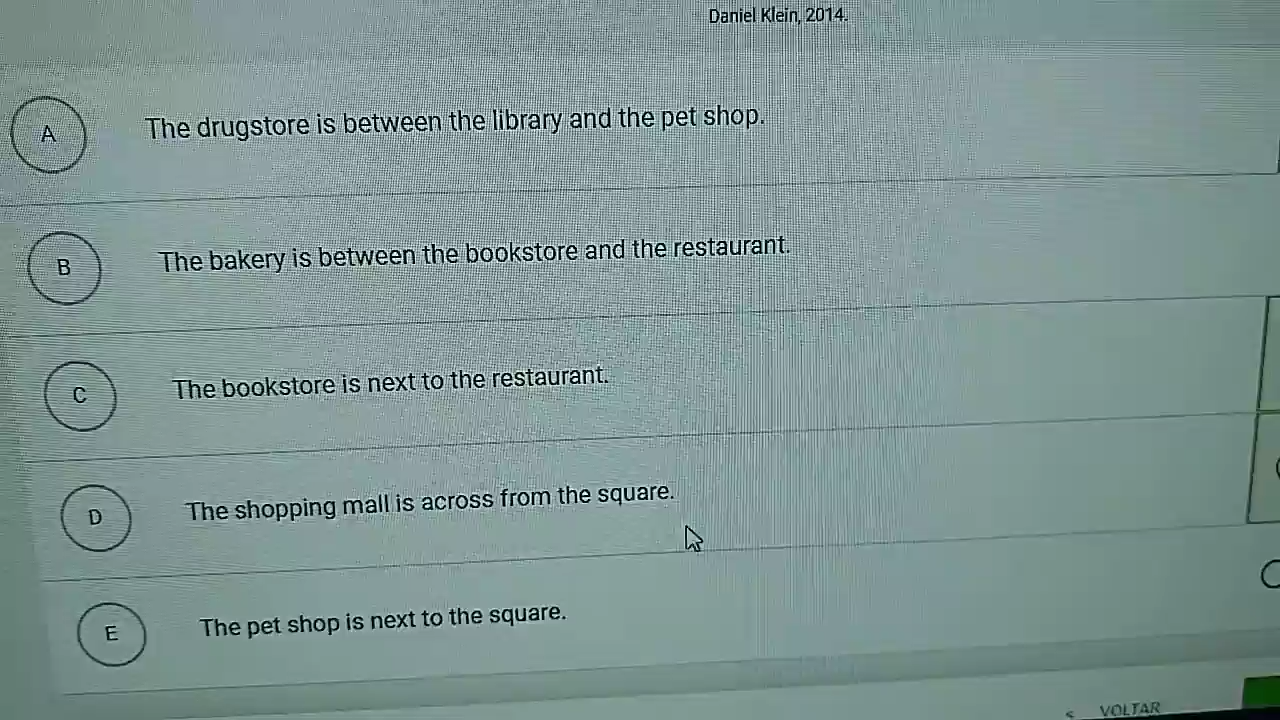 Daniel Klein, 2014.
A The drugstore is between the library and the pet shop.
B The bakery is between the bookstore and the restaurant.
C The bookstore is next to the restaurant.
D The shopping mall is across from the square.
E The pet shop is next to the square.
< VOLTAR